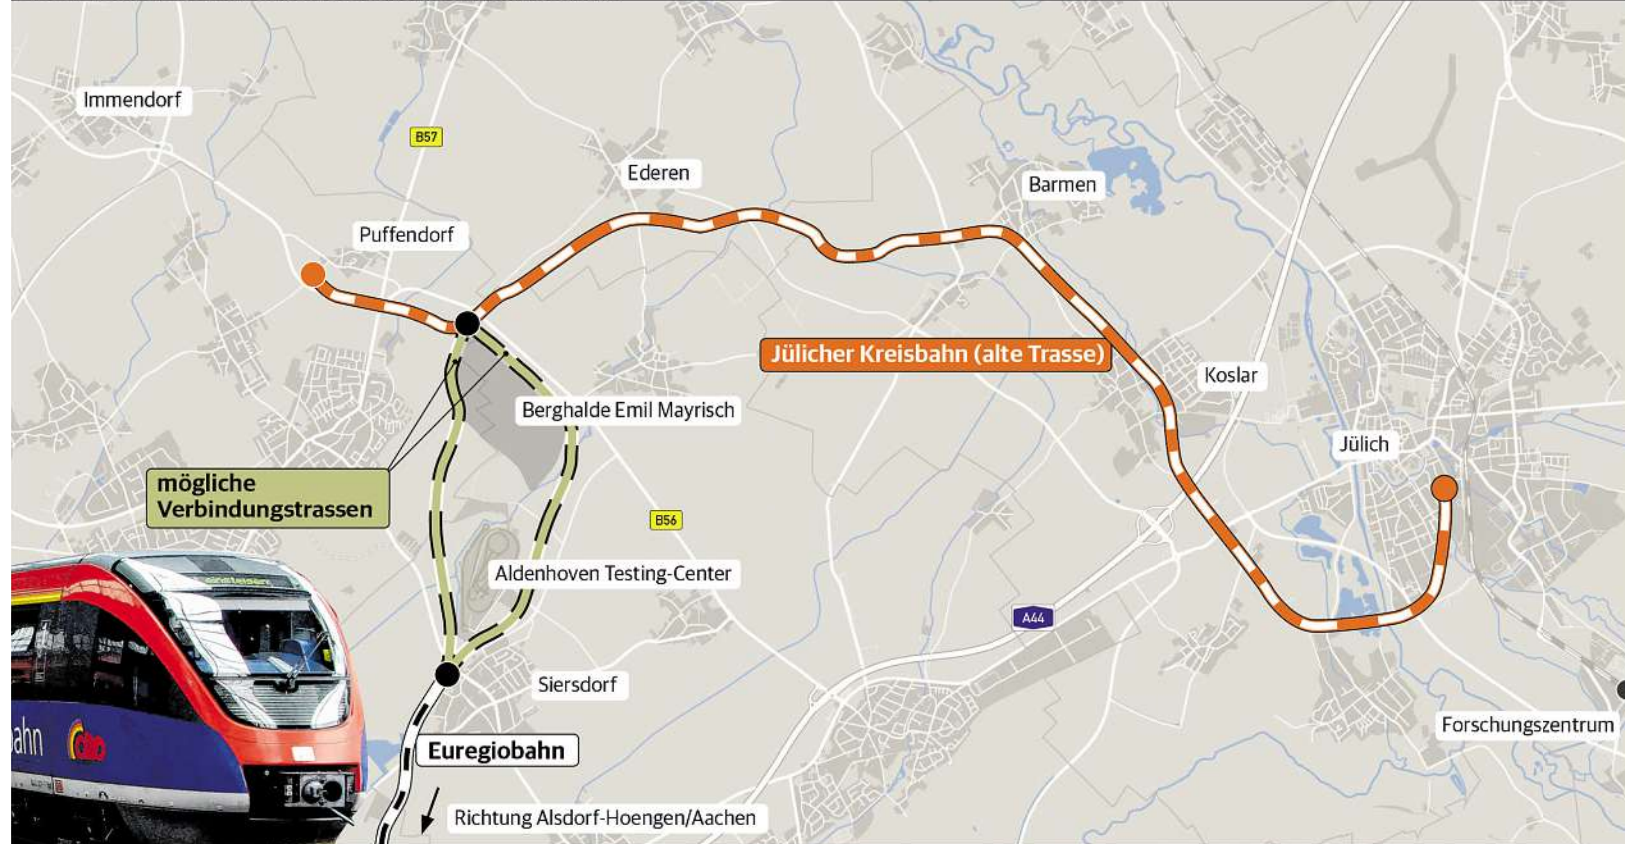 Immendorf
B57
Ederen
Barmen
Puffendorf
Jülicher Kreisbahn (alte Trasse)
Koslar
Berghalde Emil Mayrisch
Jülich
mögliche
Verbindungstrassen
B56
Aldenhoven Testing-Center
A44
Siersdorf
Forschungszentrum
ahn
Euregiobahn
Richtung Alsdorf-Hoengen/Aachen